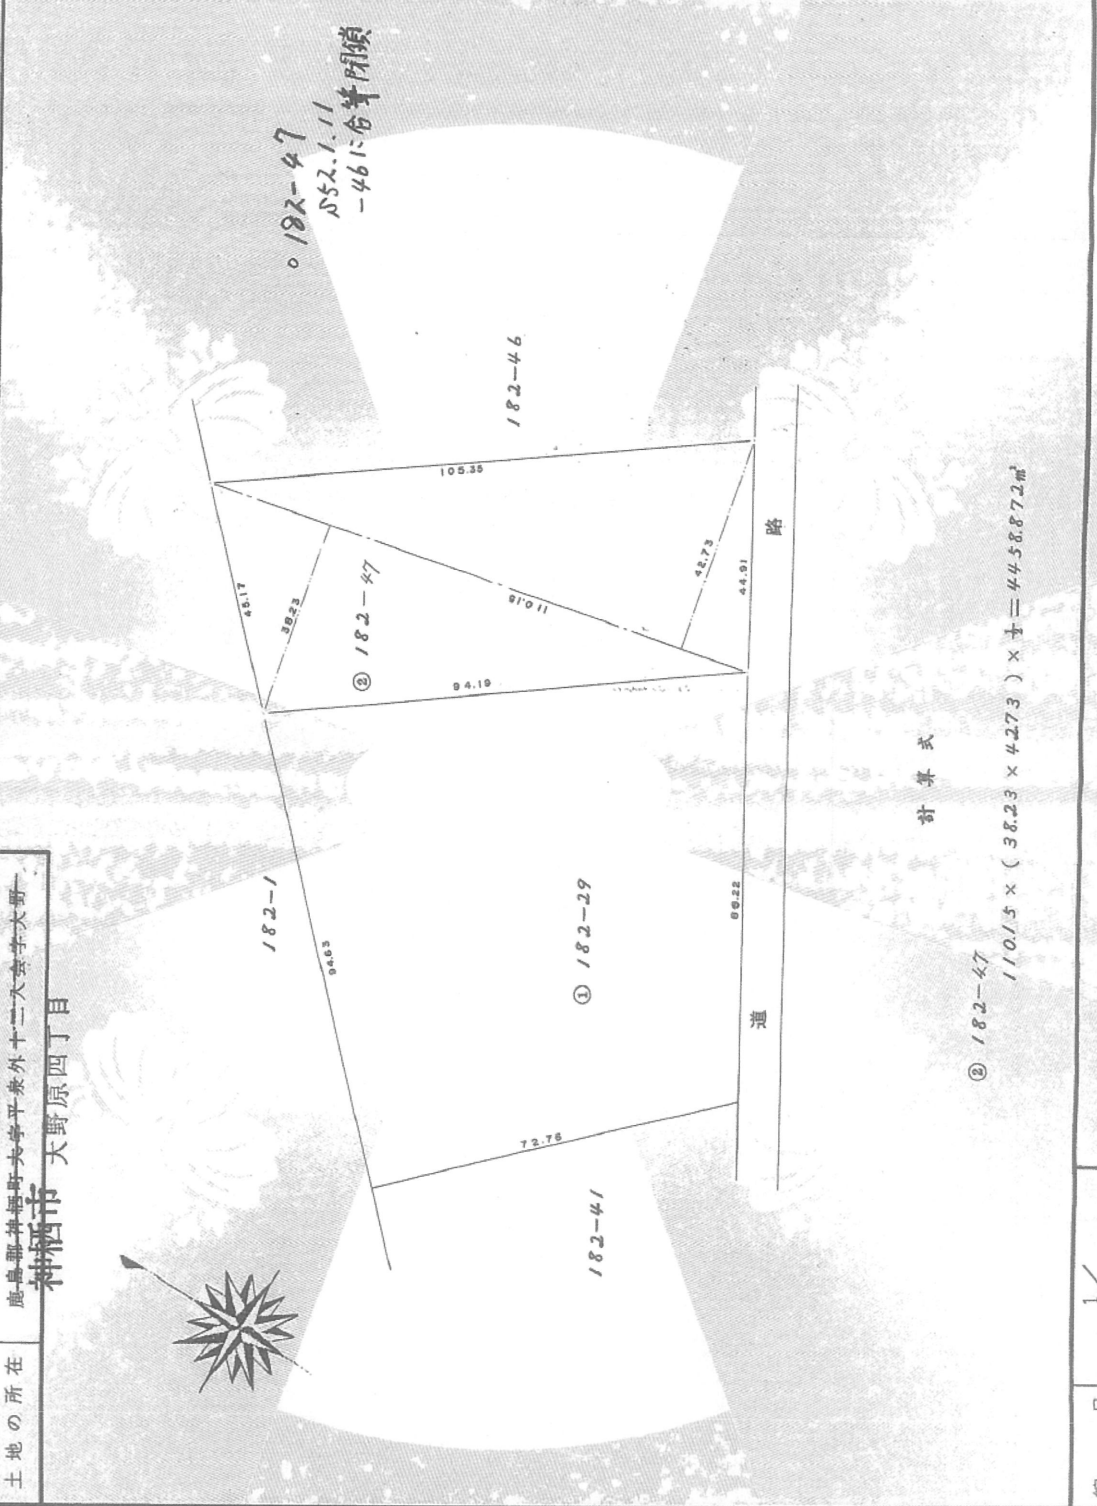 土地の所在
鹿島郡神栖町大字平泉外十二入会字大野
神栖市 大野原四丁目
182-47
S52.1.11
-46に合筆閉鎖
182-1
182-46
182-41
① 182-29
② 182-47
45.17
38.23
105.35
110.15
94.19
42.73
44.91
94.63
86.22
72.76
道
路
計算式
② 182-47
110.15×(38.23×42.73)×½=4458.872㎡
1/